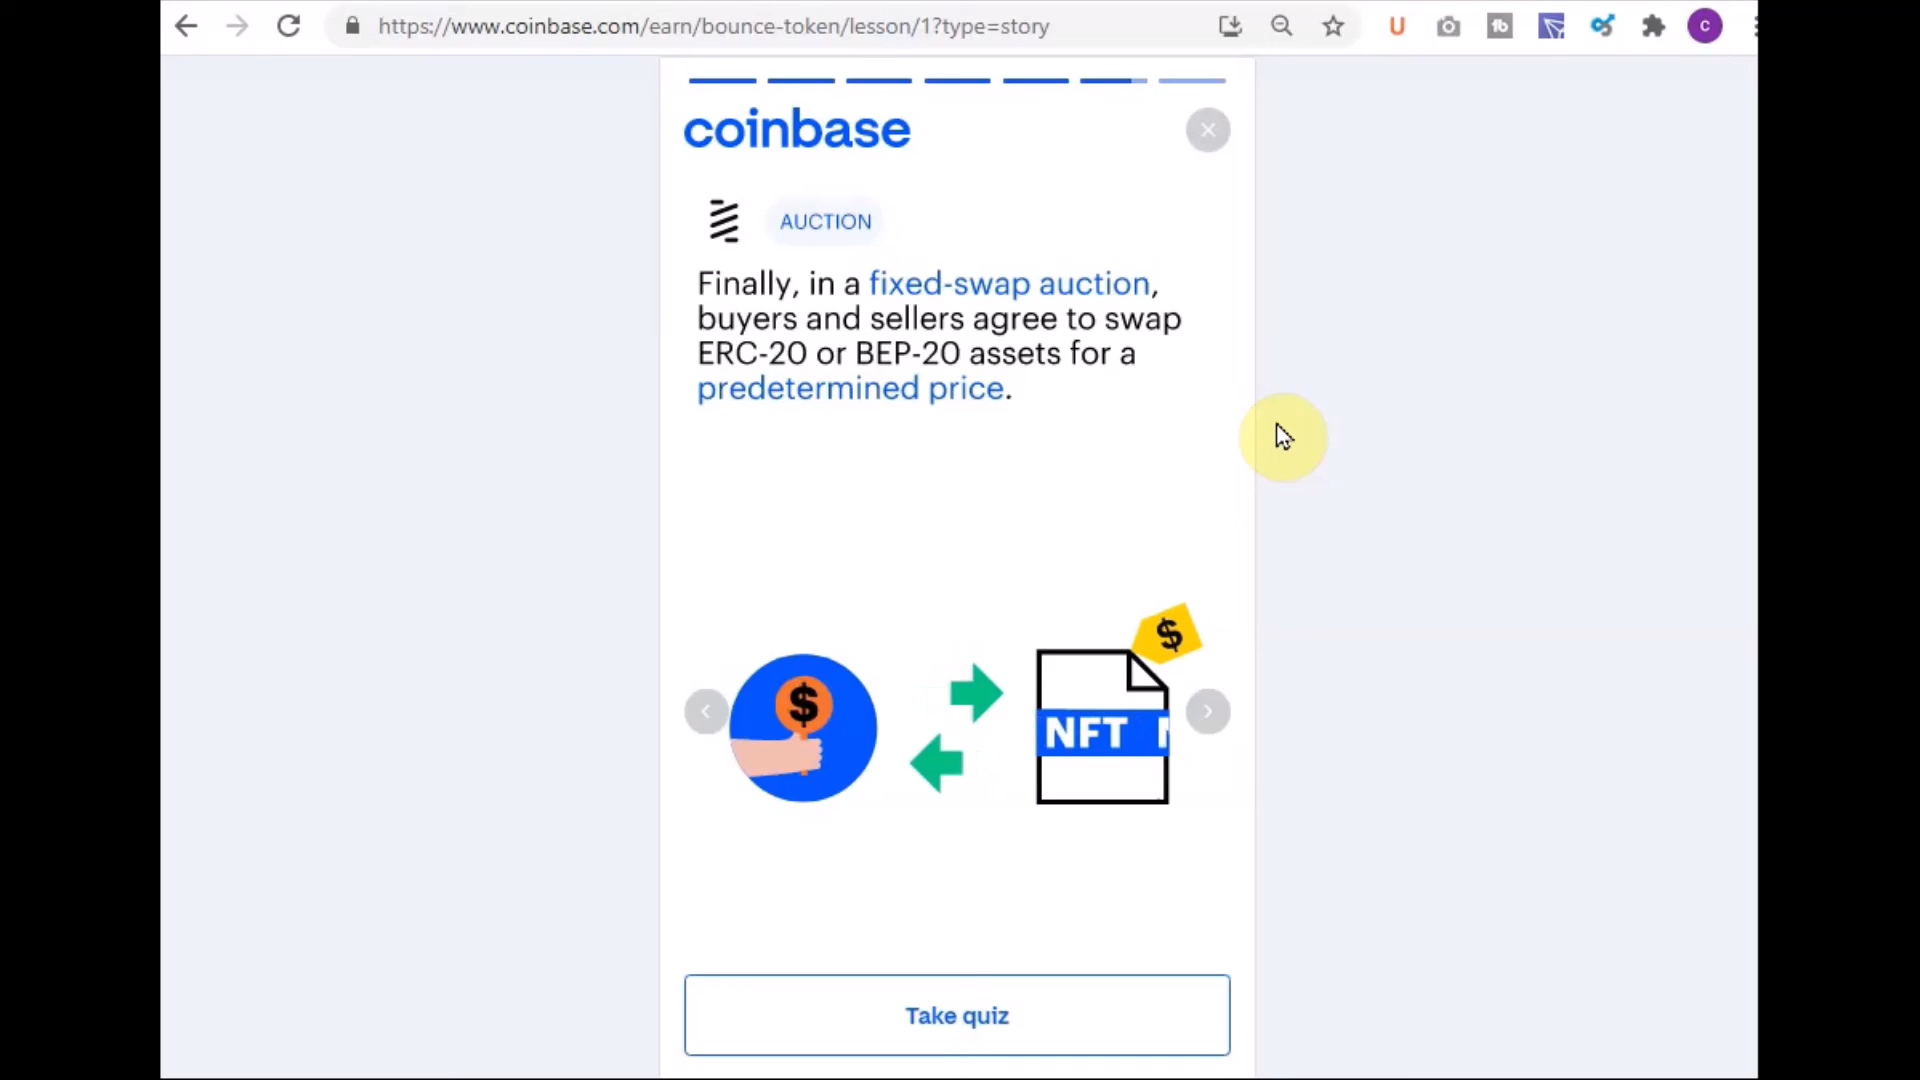 https://www.coinbase.com/earn/bounce-token/lesson/1?type=story
U
fb
C
coinbase
AUCTION
Finally, in a fixed-swap auction,
buyers and sellers agree to swap
ERC-20 or BEP-20 assets for a
predetermined price.
$
$
NFT
Take quiz